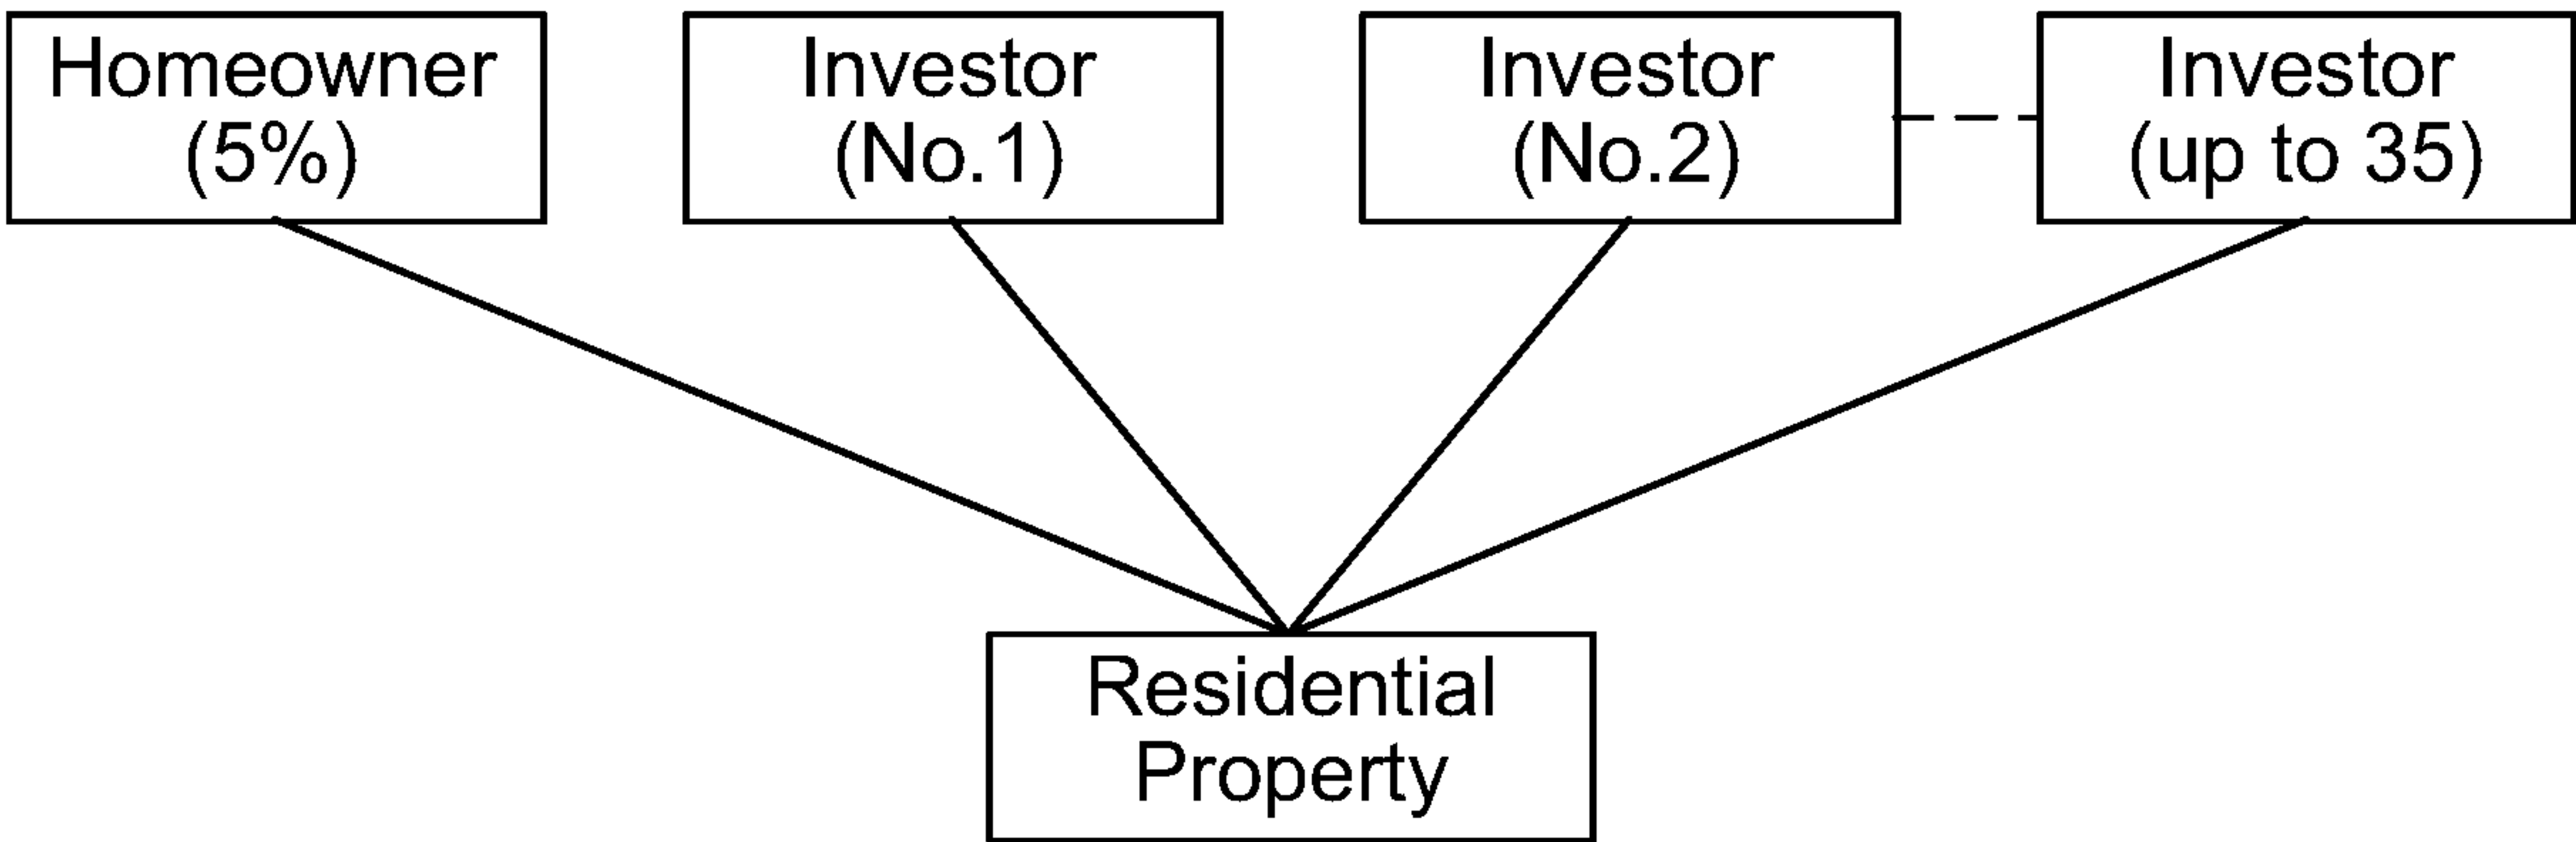 Homeowner
(5%)
Investor
(No.1)
Investor
(No.2)
Investor
(up to 35)
Residential
Property